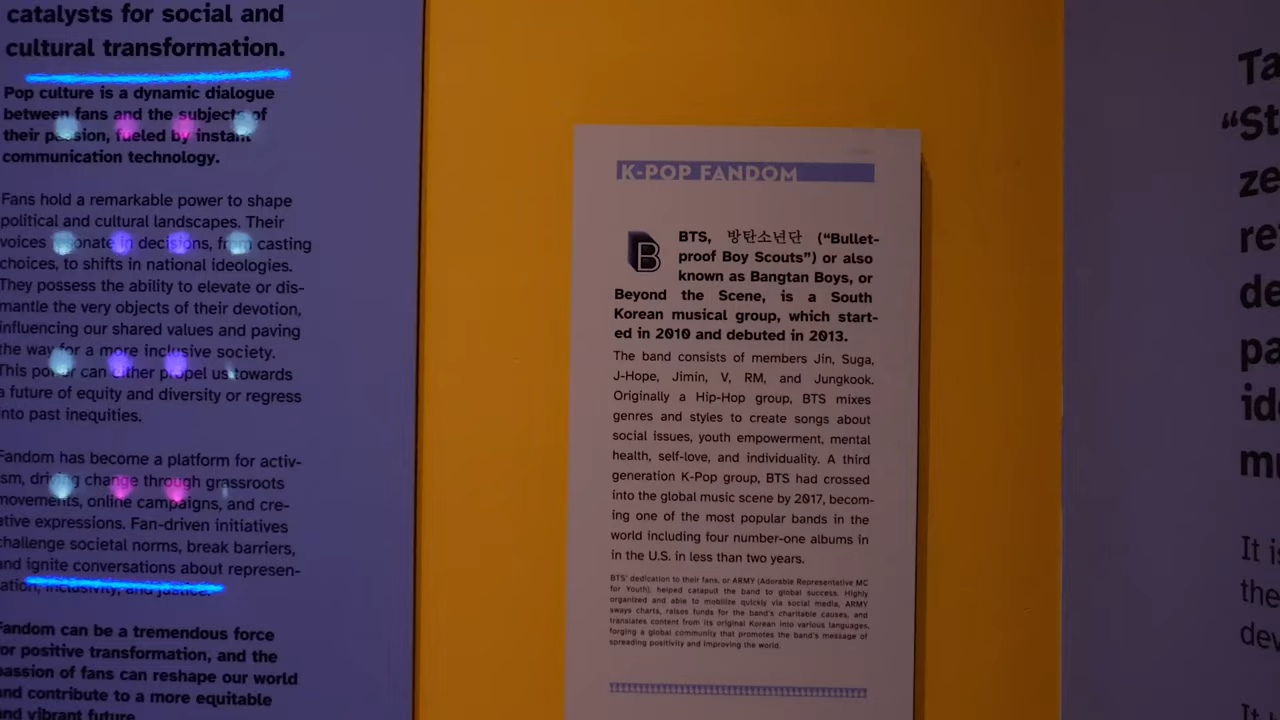 catalysts for social and
cultural transformation.
Pop culture is a dynamic dialogue
between fans and the subjects of
their passion, fueled by instant
communication technology.
Fans hold a remarkable power to shape
political and cultural landscapes. Their
voices resonate in decisions, from casting
choices, to shifts in national ideologies.
They possess the ability to elevate or dis-
mantle the very objects of their devotion,
influencing our shared values and paving
the way for a more inclusive society.
This power can either propel us towards
a future of equity and diversity or regress
into past inequities.
Fandom has become a platform for activ-
ism, driving change through grassroots
movements, online campaigns, and cre-
ative expressions. Fan-driven initiatives
challenge societal norms, break barriers,
and ignite conversations about represen-
ation, inclusivity, and justice.
Fandom can be a tremendous force
for positive transformation, and the
passion of fans can reshape our world
and contribute to a more equitable
and vibrant future.
K-POP FANDOM
B
BTS, 방탄소년단 (“Bullet-
proof Boy Scouts”) or also
known as Bangtan Boys, or
Beyond the Scene, is a South
Korean musical group, which start-
ed in 2010 and debuted in 2013.
The band consists of members Jin, Suga,
J-Hope, Jimin, V, RM, and Jungkook.
Originally a Hip-Hop group, BTS mixes
genres and styles to create songs about
social issues, youth empowerment, mental
health, self-love, and individuality. A third
generation K-Pop group, BTS had crossed
into the global music scene by 2017, becom-
ing one of the most popular bands in the
world including four number-one albums in
in the U.S. in less than two years.
BTS' dedication to their fans, or ARMY (Adorable Representative MC
for Youth), helped catapult the band to global success. Highly
organized and able to mobilize quickly via social media, ARMY
sways charts, raises funds for the band's charitable causes, and
translates content from its original Korean into various languages,
forging a global community that promotes the band's message of
spreading positivity and improving the world.
Ta
“St
ze
re
de
pa
id
mu
It is
the
dev
It